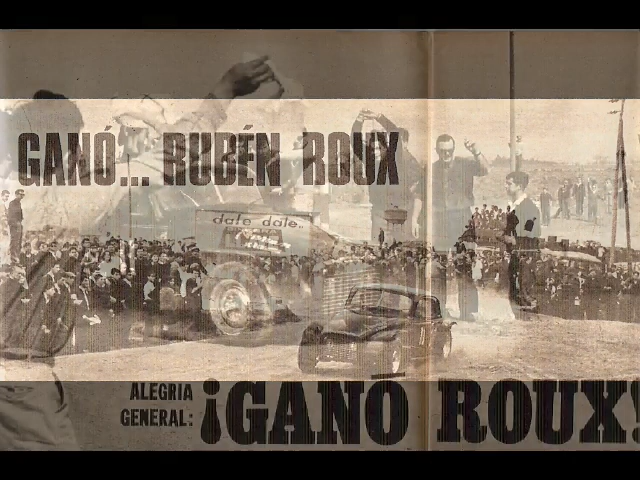 GANÓ... RUBÉN ROUX
dale dale..
ALEGRIA
GENERAL:
¡GANÓ ROUX!